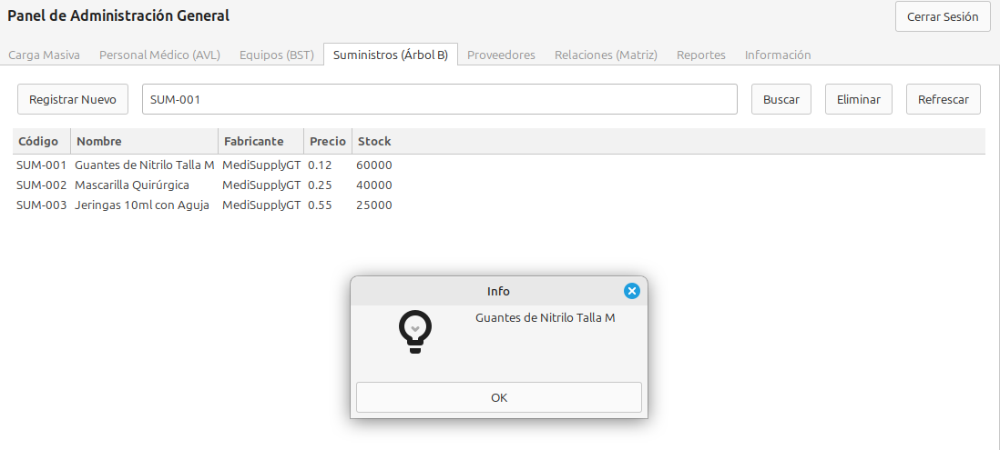 Panel de Administración General
Cerrar Sesión
Carga Masiva Personal Médico (AVL) Equipos (BST) Suministros (Árbol B) Proveedores Relaciones (Matriz) Reportes Información
Registrar Nuevo SUM-001 Buscar Eliminar Refrescar
Código Nombre Fabricante Precio Stock
SUM-001 Guantes de Nitrilo Talla M MediSupplyGT 0.12 60000
SUM-002 Mascarilla Quirúrgica MediSupplyGT 0.25 40000
SUM-003 Jeringas 10ml con Aguja MediSupplyGT 0.55 25000
Info
Guantes de Nitrilo Talla M
OK